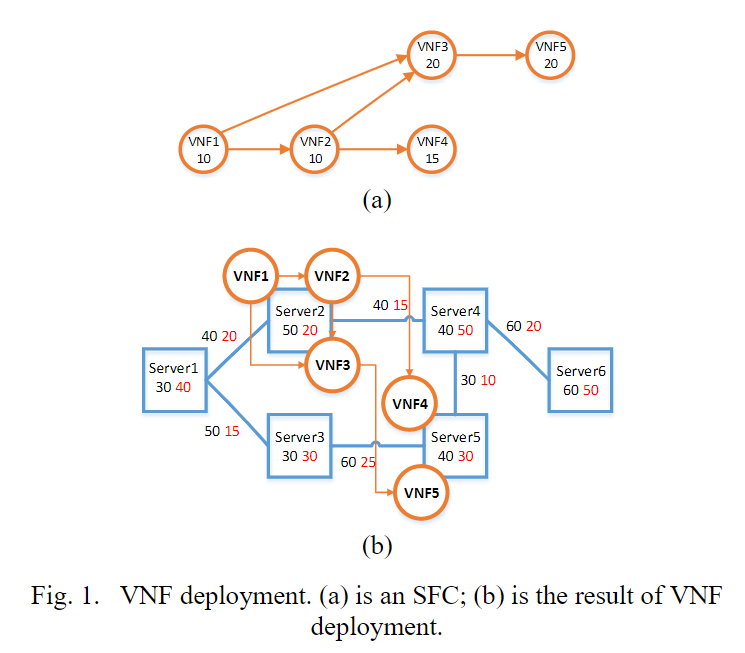 VNF3
20
VNF5
20
VNF1
10
VNF2
10
VNF4
15
(a)
VNF1
VNF2
Server2
50 20
40 15
Server4
40 50
60 20
40 20
Server1
30 40
VNF3
30 10
Server6
60 50
VNF4
50 15
Server3
30 30
60 25
Server5
40 30
VNF5
(b)
Fig. 1. VNF deployment. (a) is an SFC; (b) is the result of VNF
deployment.